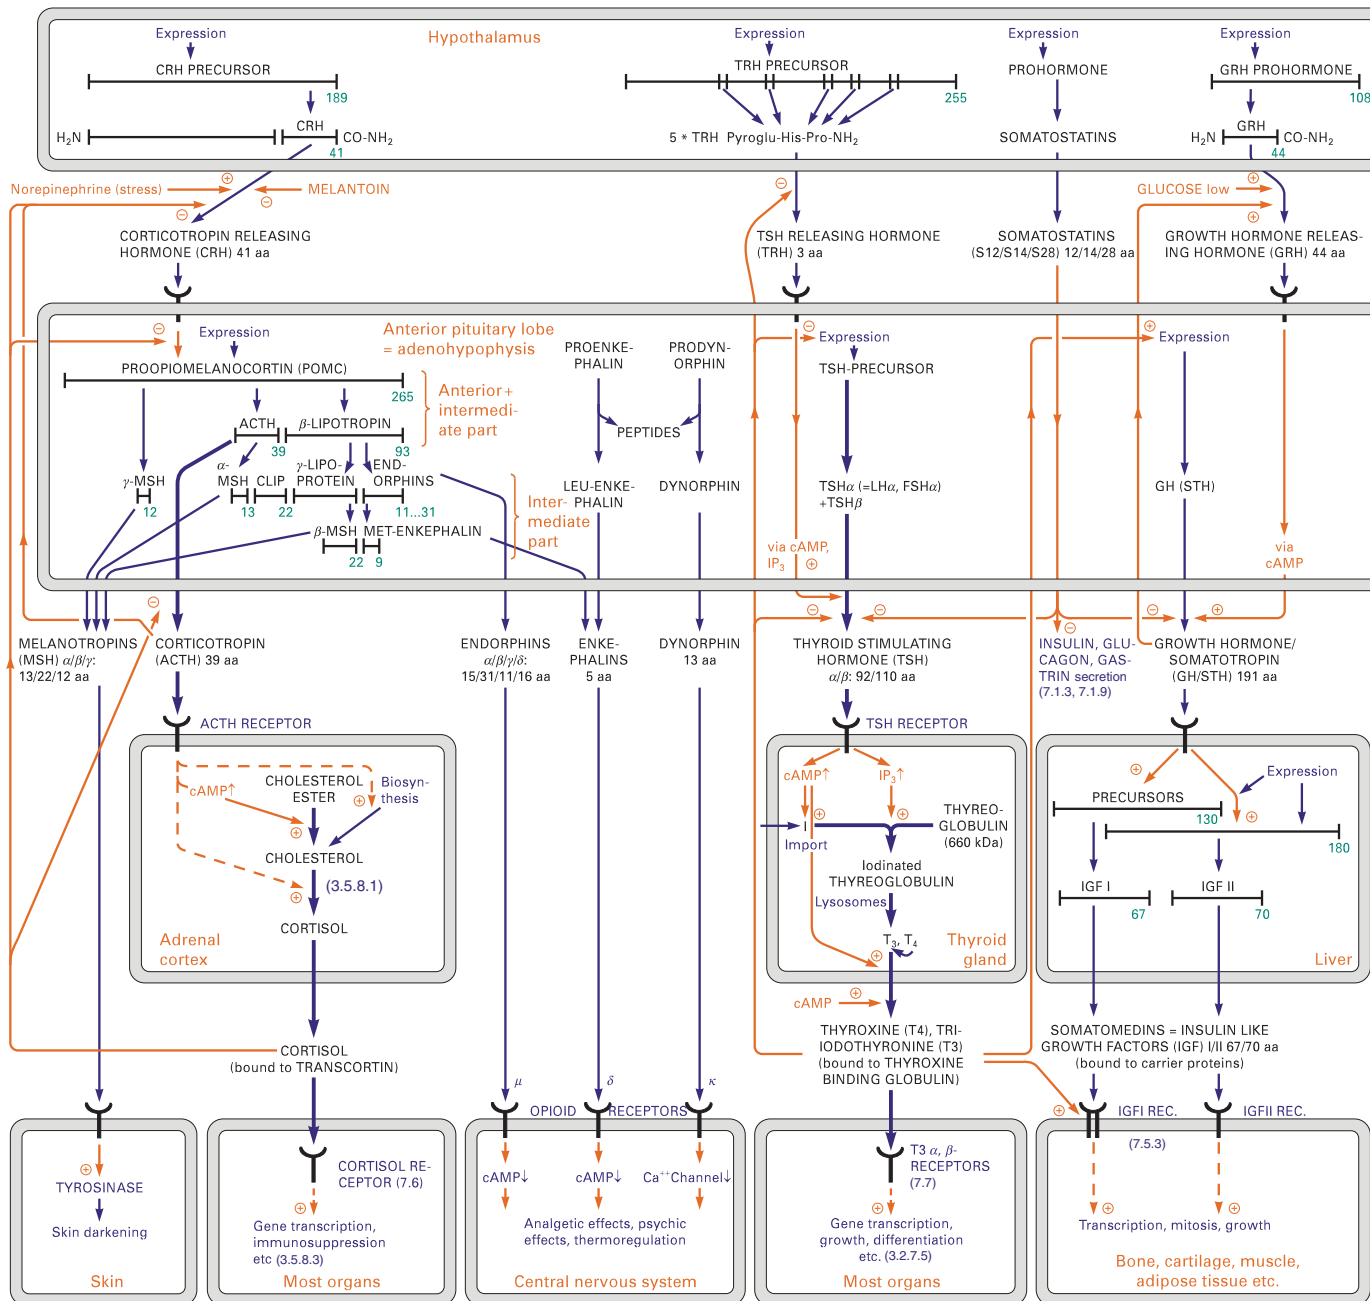 Hypothalamus
Expression
Expression
Expression
Expression
CRH PRECURSOR
189
TRH PRECURSOR
255
PROHORMONE
GRH PROHORMONE
108
H₂N
CRH
41
CO-NH₂
5 * TRH Pyroglu-His-Pro-NH₂
SOMATOSTATINS
H₂N
GRH
44
CO-NH₂
Norepinephrine (stress)
⊕
⊖
MELANTOIN
⊖
⊖
GLUCOSE low
⊕
⊕
CORTICOTROPIN RELEASING
HORMONE (CRH) 41 aa
TSH RELEASING HORMONE
(TRH) 3 aa
SOMATOSTATINS
(S12/S14/S28) 12/14/28 aa
GROWTH HORMONE RELEAS-
ING HORMONE (GRH) 44 aa
Anterior pituitary lobe
= adenohypophysis
⊖
Expression
PROOPIOMELANOCORTIN (POMC)
265
Anterior+
intermedi-
ate part
ACTH
39
β-LIPOTROPIN
93
γ-MSH
12
α-
MSH
13
CLIP
22
γ-LIPO-
PROTEIN
END-
ORPHINS
11...31
β-MSH
22
MET-ENKEPHALIN
9
Inter-
mediate
part
PROENKE-
PHALIN
PRODYN-
ORPHIN
PEPTIDES
LEU-ENKE-
PHALIN
DYNORPHIN
⊖
Expression
TSH-PRECURSOR
TSHα (=LHα, FSHα)
+TSHβ
via cAMP,
IP₃ ⊕
⊕
Expression
GH (STH)
via
cAMP
⊖
⊖
⊖
⊖
⊕
⊖
MELANOTROPINS
(MSH) α/β/γ:
13/22/12 aa
CORTICOTROPIN
(ACTH) 39 aa
ENDORPHINS
α/β/γ/δ:
15/31/11/16 aa
ENKE-
PHALINS
5 aa
DYNORPHIN
13 aa
THYROID STIMULATING
HORMONE (TSH)
α/β: 92/110 aa
INSULIN, GLU-
CAGON, GAS-
TRIN secretion
(7.1.3, 7.1.9)
GROWTH HORMONE/
SOMATOTROPIN
(GH/STH) 191 aa
ACTH RECEPTOR
cAMP↑
CHOLESTEROL
ESTER
Biosyn-
thesis
⊕
⊕
CHOLESTEROL
(3.5.8.1)
⊕
CORTISOL
Adrenal
cortex
TSH RECEPTOR
cAMP↑
IP₃↑
⊕
⊕
I
Import
THYREO-
GLOBULIN
(660 kDa)
Iodinated
THYREOGLOBULIN
Lysosomes
T₃, T₄
⊕
Thyroid
gland
⊕
Expression
PRECURSORS
130
⊕
180
IGF I
67
IGF II
70
Liver
cAMP
⊕
CORTISOL
(bound to TRANSCORTIN)
THYROXINE (T4), TRI-
IODOTHYRONINE (T3)
(bound to THYROXINE
BINDING GLOBULIN)
SOMATOMEDINS = INSULIN LIKE
GROWTH FACTORS (IGF) I/II 67/70 aa
(bound to carrier proteins)
μ
δ
κ
OPIOID RECEPTORS
⊕
IGFI REC.
IGFII REC.
(7.5.3)
⊕
TYROSINASE
Skin darkening
Skin
CORTISOL RE-
CEPTOR (7.6)
⊕
Gene transcription,
immunosuppression
etc (3.5.8.3)
Most organs
cAMP↓
cAMP↓
Ca⁺⁺Channel↓
Analgetic effects, psychic
effects, thermoregulation
Central nervous system
T3 α, β-
RECEPTORS
(7.7)
⊕
Gene transcription,
growth, differentiation
etc. (3.2.7.5)
Most organs
⊕
⊕
Transcription, mitosis, growth
Bone, cartilage, muscle,
adipose tissue etc.